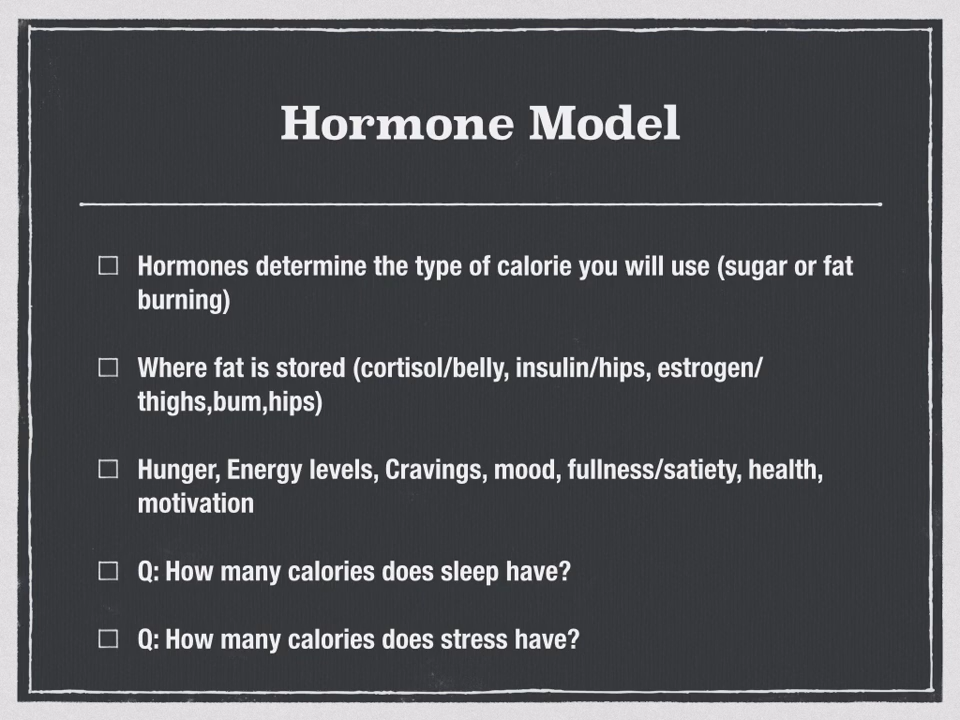 Hormone Model
Hormones determine the type of calorie you will use (sugar or fat
burning)
Where fat is stored (cortisol/belly, insulin/hips, estrogen/
thighs,bum,hips)
Hunger, Energy levels, Cravings, mood, fullness/satiety, health,
motivation
Q: How many calories does sleep have?
Q: How many calories does stress have?